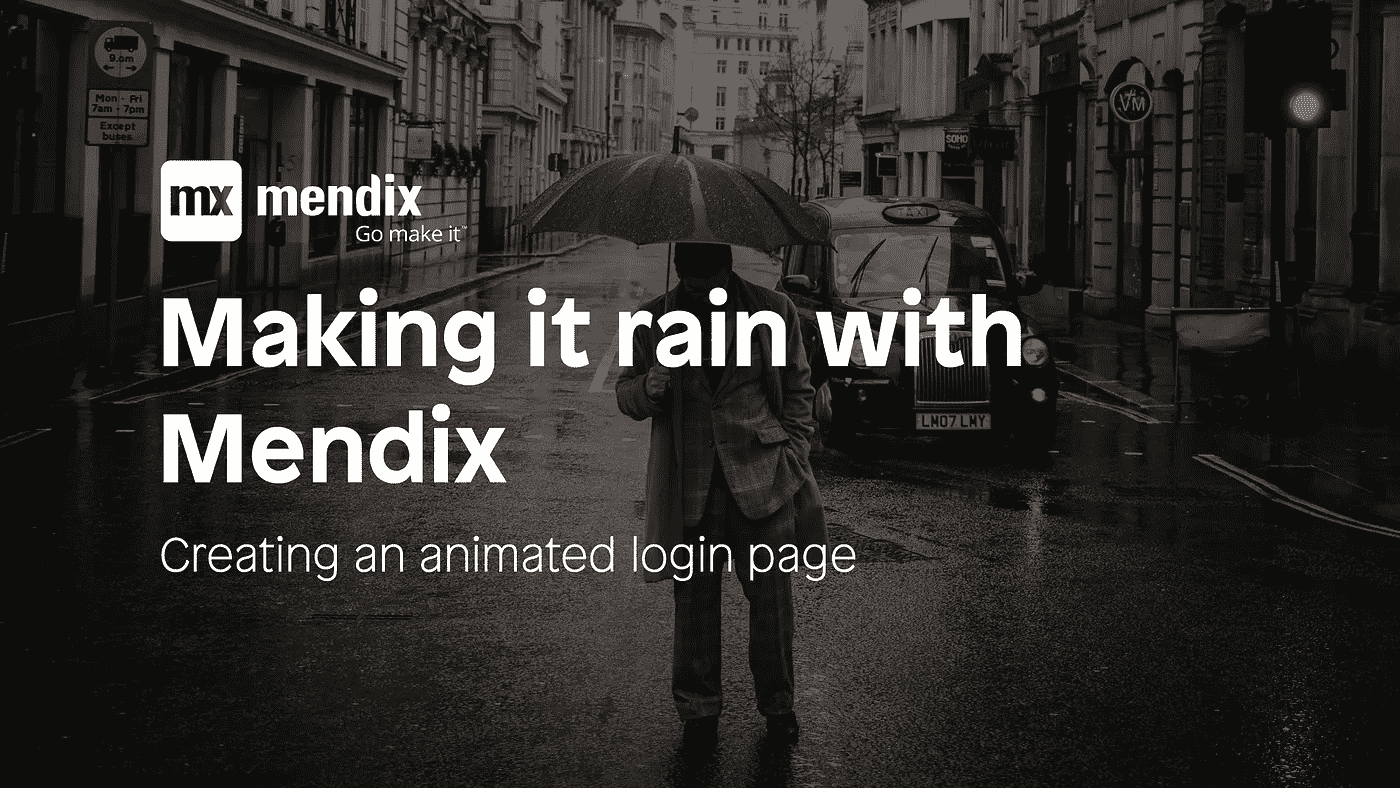 9.0m
Mon - Fri
7am - 7pm
Except
buses
VM
SOHO
TAXI
mx mendix
Go make it™
Making it rain with
LM07 LMY
Mendix
Creating an animated login page